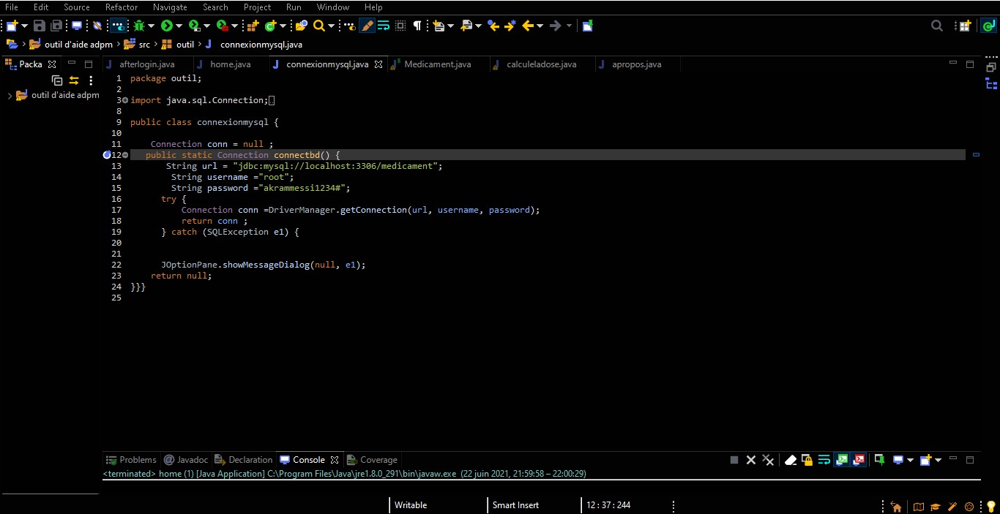 File Edit Source Refactor Navigate Search Project Run Window Help
outil d'aide adpm > src > outil > connexionmysql.java
Packa
afterlogin.java home.java connexionmysql.java Medicament.java calculeladose.java apropos.java
outil d'aide adpm
1 package outil;
2
3 import java.sql.Connection;
8
9 public class connexionmysql {
10
11 Connection conn = null ;
12 public static Connection connectbd() {
13 String url = "jdbc:mysql://localhost:3306/medicament";
14 String username ="root";
15 String password ="akrammessi1234#";
16 try {
17 Connection conn =DriverManager.getConnection(url, username, password);
18 return conn ;
19 } catch (SQLException e1) {
20
21
22 JOptionPane.showMessageDialog(null, e1);
23 return null;
24 }}}
25
Problems @ Javadoc Declaration Console Coverage
<terminated> home (1) [Java Application] C:\Program Files\Java\jre1.8.0_291\bin\javaw.exe (22 juin 2021, 21:59:58 – 22:00:29)
Writable Smart Insert 12 : 37 : 244